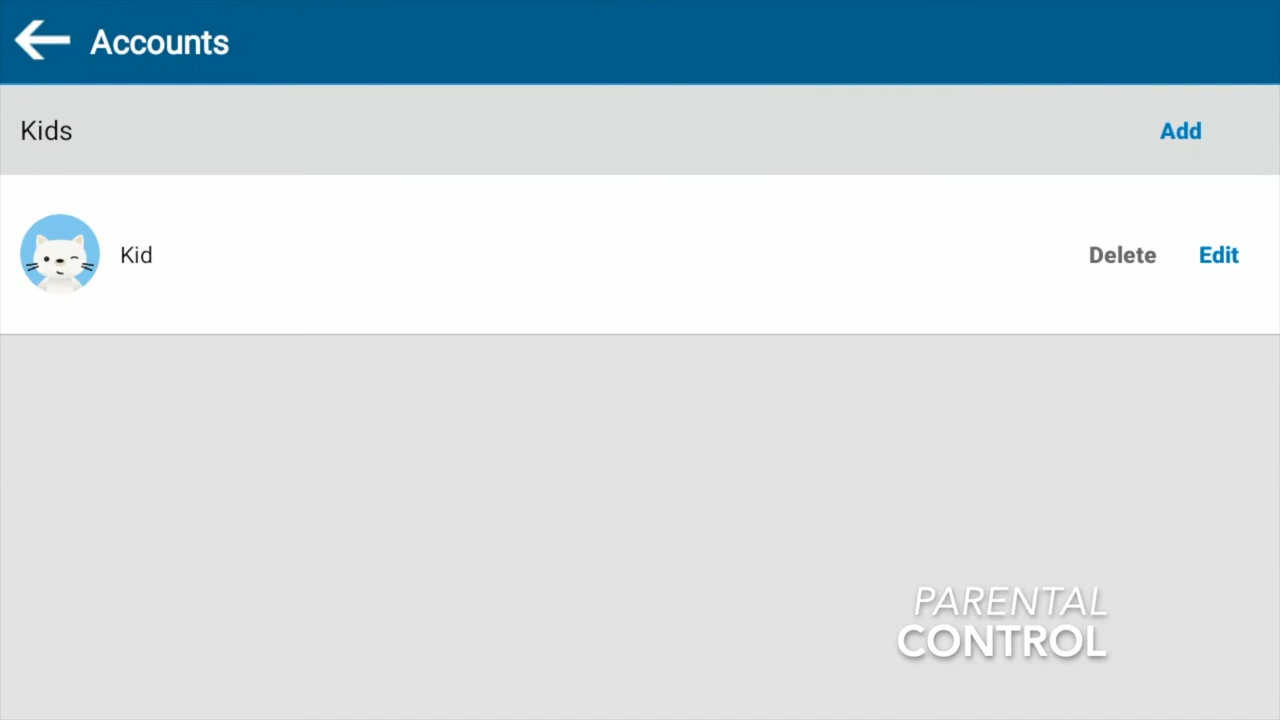 Accounts
Kids Add
Kid Delete Edit
PARENTAL
CONTROL